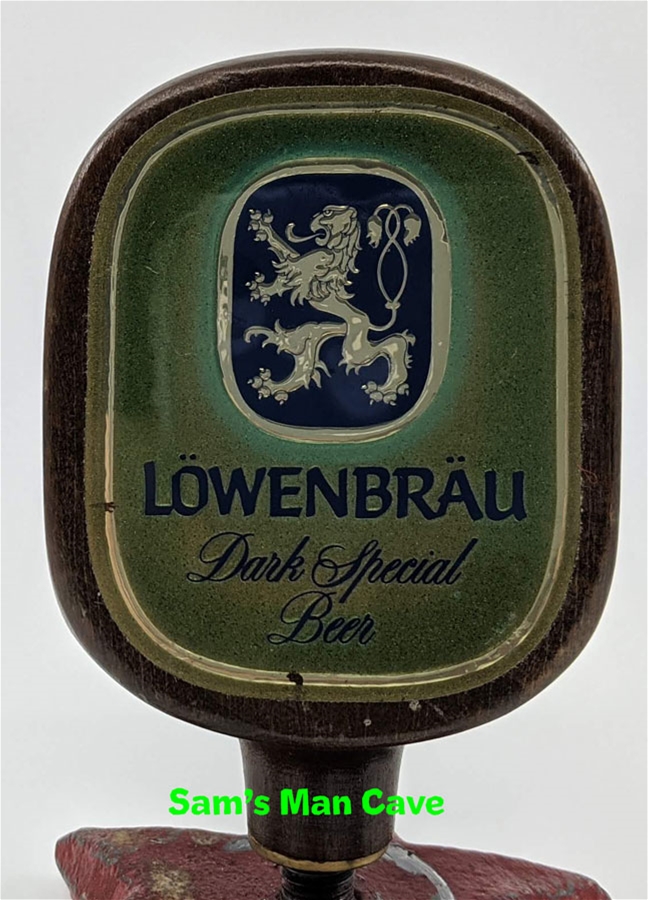 LÖWENBRÄU
Dark Special
Beer
Sam's Man Cave